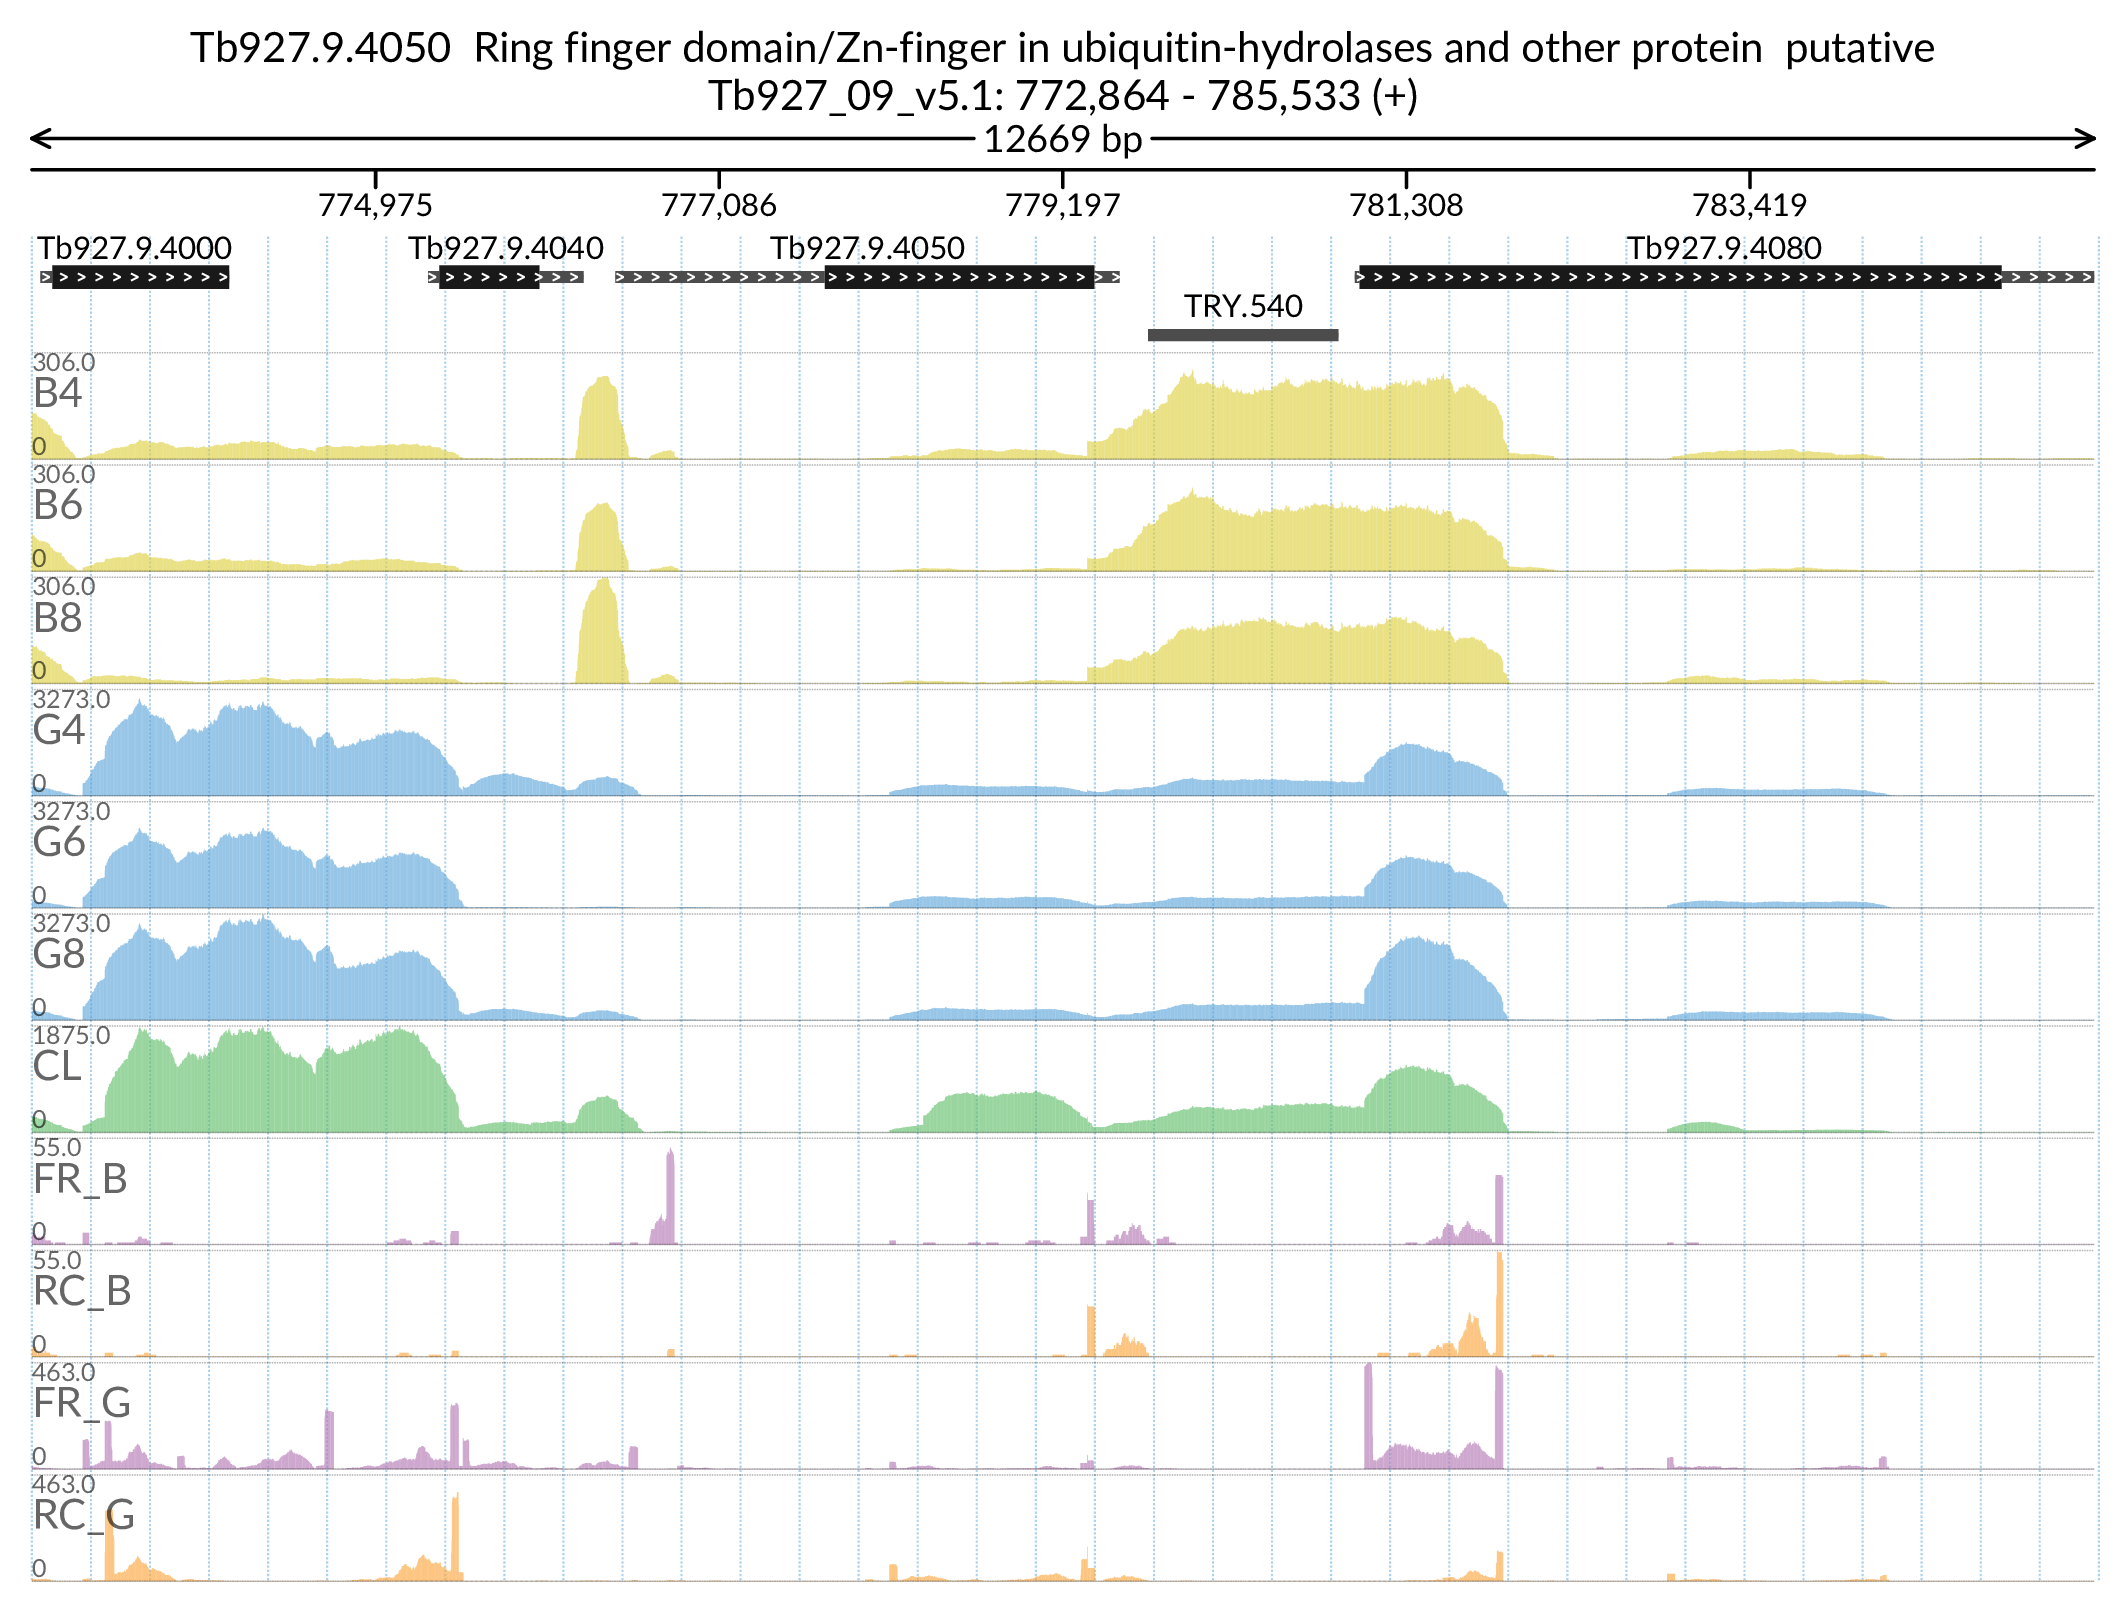 Tb927.9.4050  Ring finger domain/Zn-finger in ubiquitin-hydrolases and other protein  putative
Tb927_09_v5.1: 772,864 - 785,533 (+)
12669 bp
774,975 777,086 779,197 781,308 783,419
Tb927.9.4000 Tb927.9.4040 Tb927.9.4050 Tb927.9.4080
TRY.540
306.0
B4
0
306.0
B6
0
306.0
B8
0
3273.0
G4
0
3273.0
G6
0
3273.0
G8
0
1875.0
CL
0
55.0
FR_B
0
55.0
RC_B
0
463.0
FR_G
0
463.0
RC_G
0